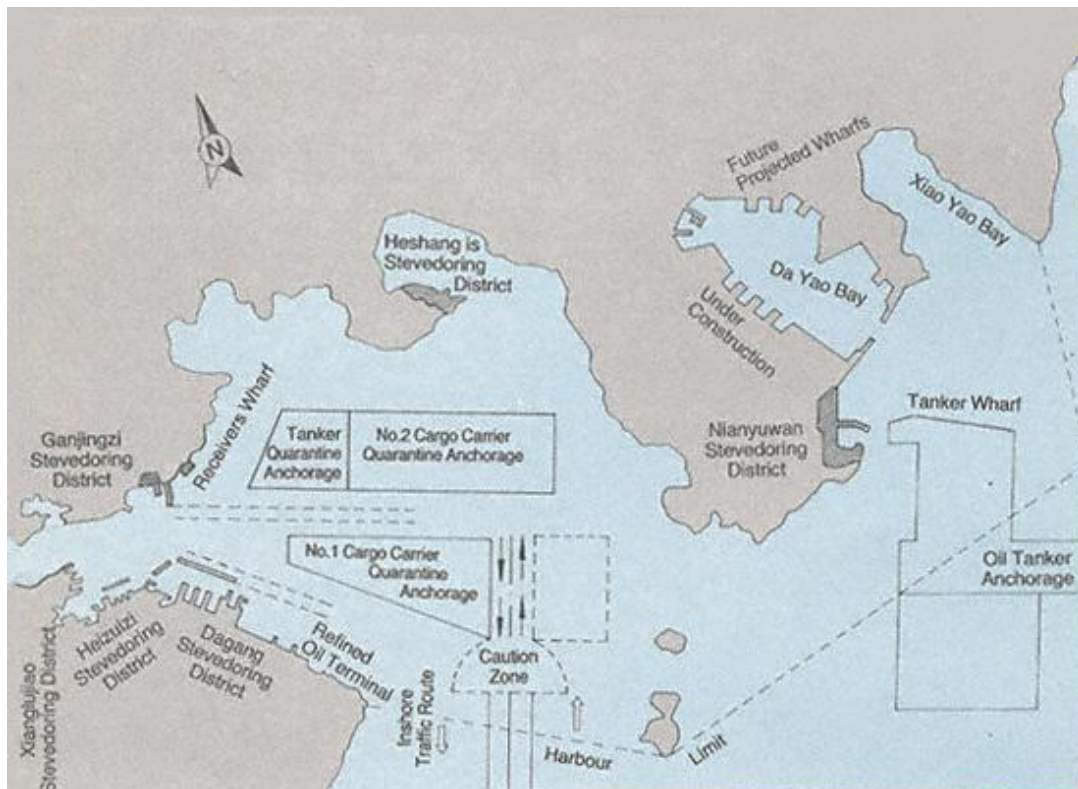 N
Future
Projected Wharfs
Xiao Yao Bay
Heshang is
Stevedoring
District
Da Yao Bay
Under
Construction
Receivers Wharf
Tanker Wharf
Ganjingzi
Stevedoring
District
Tanker
Quarantine
Anchorage
No.2 Cargo Carrier
Quarantine Anchorage
Nianyuwan
Stevedoring
District
No.1 Cargo Carrier
Quarantine
Anchorage
Oil Tanker
Anchorage
Xianglujiao
Stevedoring District
Heizuizi
Stevedoring
District
Dagang
Stevedoring
District
Refined
Oil Terminal
Caution
Zone
Inshore
Traffic Route
Harbour
Limit